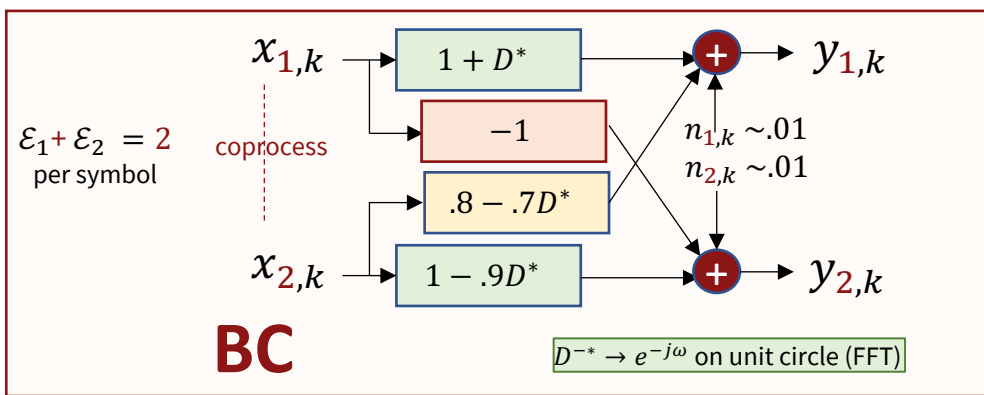 x₁,ₖ
1 + D*
+
y₁,ₖ
−1
n₁,ₖ ~.01
ℰ₁+ ℰ₂ = 2
per symbol
coprocess
n₂,ₖ ~.01
.8 − .7D*
x₂,ₖ
1 − .9D*
+
y₂,ₖ
BC
D⁻* → e⁻ʲω on unit circle (FFT)